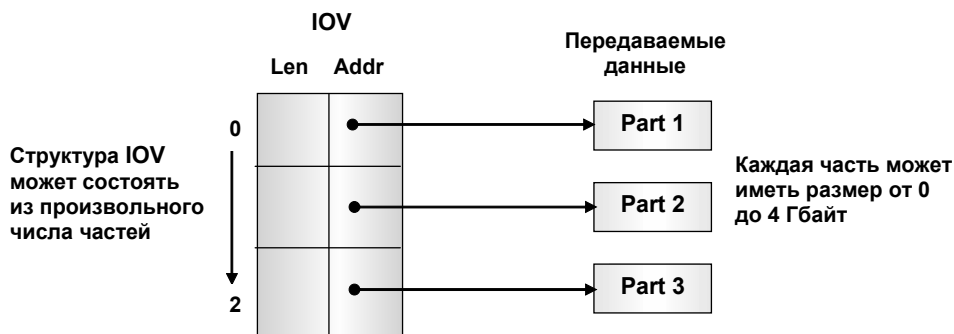 IOV
Len Addr
Передаваемые
данные
0
Part 1
Структура IOV
может состоять
из произвольного
числа частей
Part 2
Каждая часть может
иметь размер от 0
до 4 Гбайт
2
Part 3